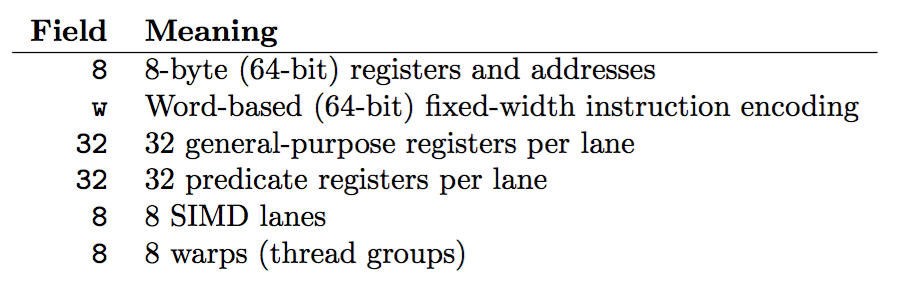 Field Meaning
8 8-byte (64-bit) registers and addresses
w Word-based (64-bit) fixed-width instruction encoding
32 32 general-purpose registers per lane
32 32 predicate registers per lane
8 8 SIMD lanes
8 8 warps (thread groups)